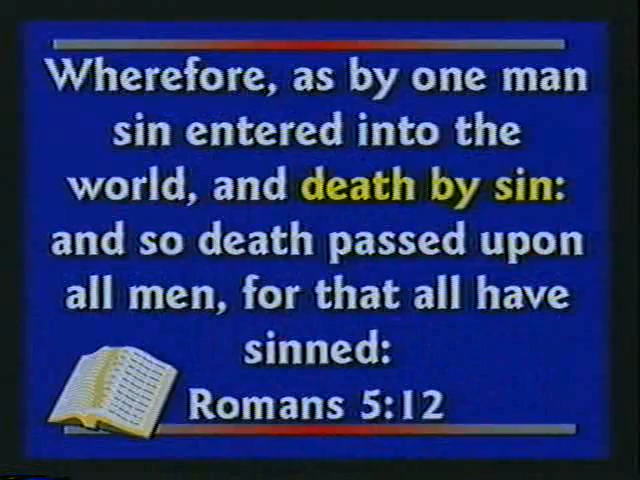 Wherefore, as by one man
sin entered into the
world, and death by sin:
and so death passed upon
all men, for that all have
sinned:
Romans 5:12